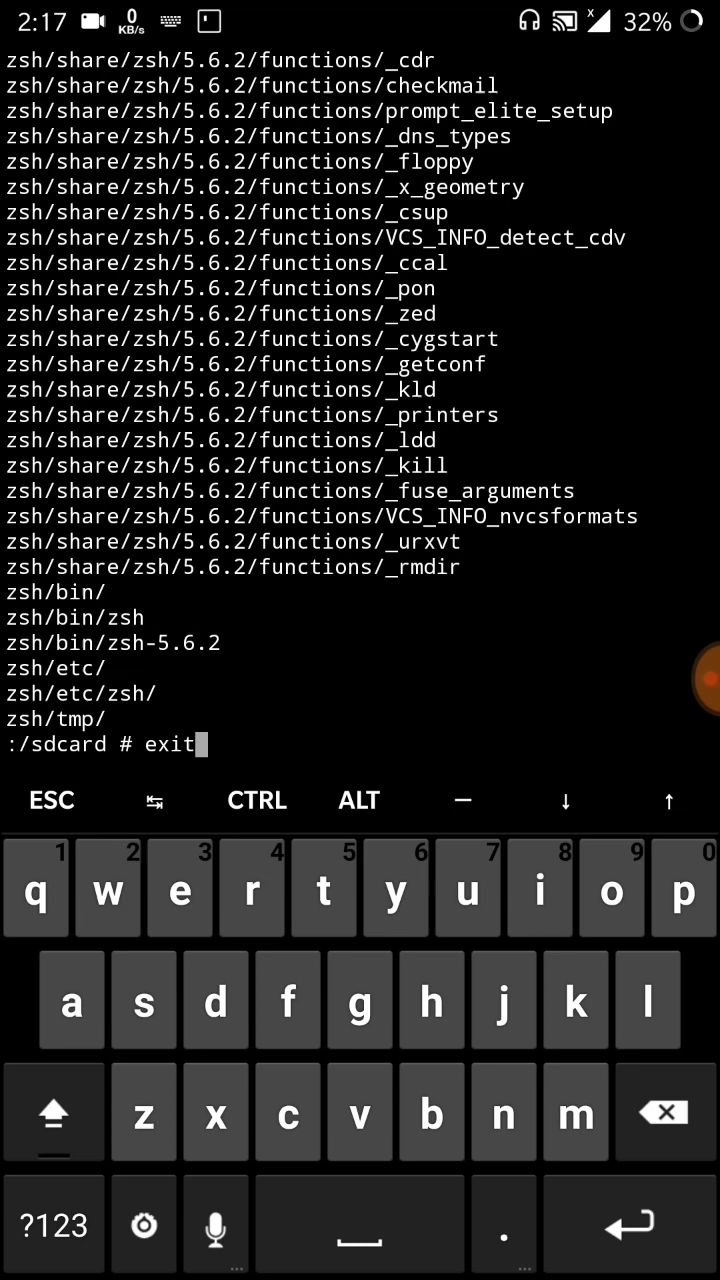 2:17 0 KB/s x 32%
zsh/share/zsh/5.6.2/functions/_cdr
zsh/share/zsh/5.6.2/functions/checkmail
zsh/share/zsh/5.6.2/functions/prompt_elite_setup
zsh/share/zsh/5.6.2/functions/_dns_types
zsh/share/zsh/5.6.2/functions/_floppy
zsh/share/zsh/5.6.2/functions/_x_geometry
zsh/share/zsh/5.6.2/functions/_csup
zsh/share/zsh/5.6.2/functions/VCS_INFO_detect_cdv
zsh/share/zsh/5.6.2/functions/_ccal
zsh/share/zsh/5.6.2/functions/_pon
zsh/share/zsh/5.6.2/functions/_zed
zsh/share/zsh/5.6.2/functions/_cygstart
zsh/share/zsh/5.6.2/functions/_getconf
zsh/share/zsh/5.6.2/functions/_kld
zsh/share/zsh/5.6.2/functions/_printers
zsh/share/zsh/5.6.2/functions/_ldd
zsh/share/zsh/5.6.2/functions/_kill
zsh/share/zsh/5.6.2/functions/_fuse_arguments
zsh/share/zsh/5.6.2/functions/VCS_INFO_nvcsformats
zsh/share/zsh/5.6.2/functions/_urxvt
zsh/share/zsh/5.6.2/functions/_rmdir
zsh/bin/
zsh/bin/zsh
zsh/bin/zsh-5.6.2
zsh/etc/
zsh/etc/zsh/
zsh/tmp/
:/sdcard # exit
ESC ↹ CTRL ALT — ↓ ↑
1 2 3 4 5 6 7 8 9 0
q w e r t y u i o p
a s d f g h j k l
z x c v b n m
?123 . ...